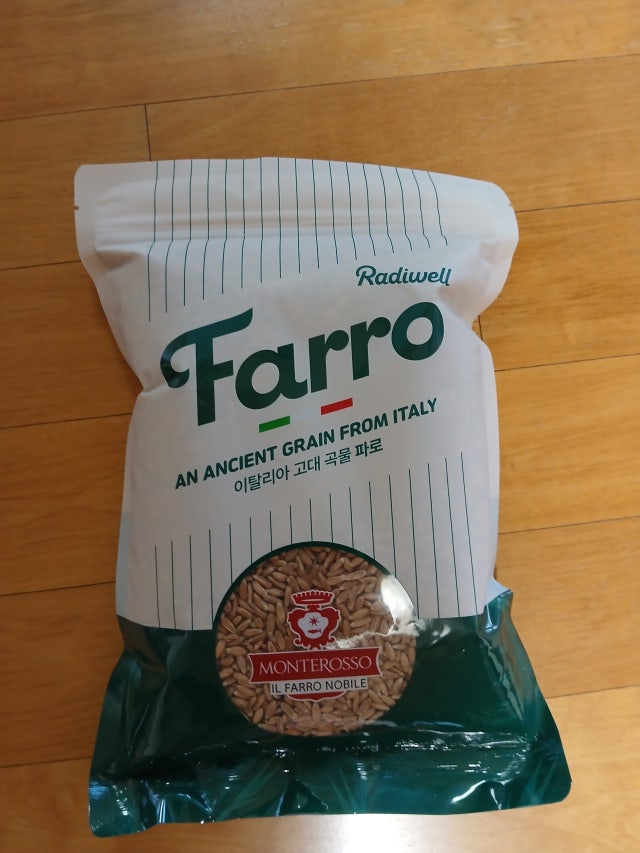 Radiwell
Farro
AN ANCIENT GRAIN FROM ITALY
이탈리아 고대 곡물 파로
MONTEROSSO
IL FARRO NOBILE